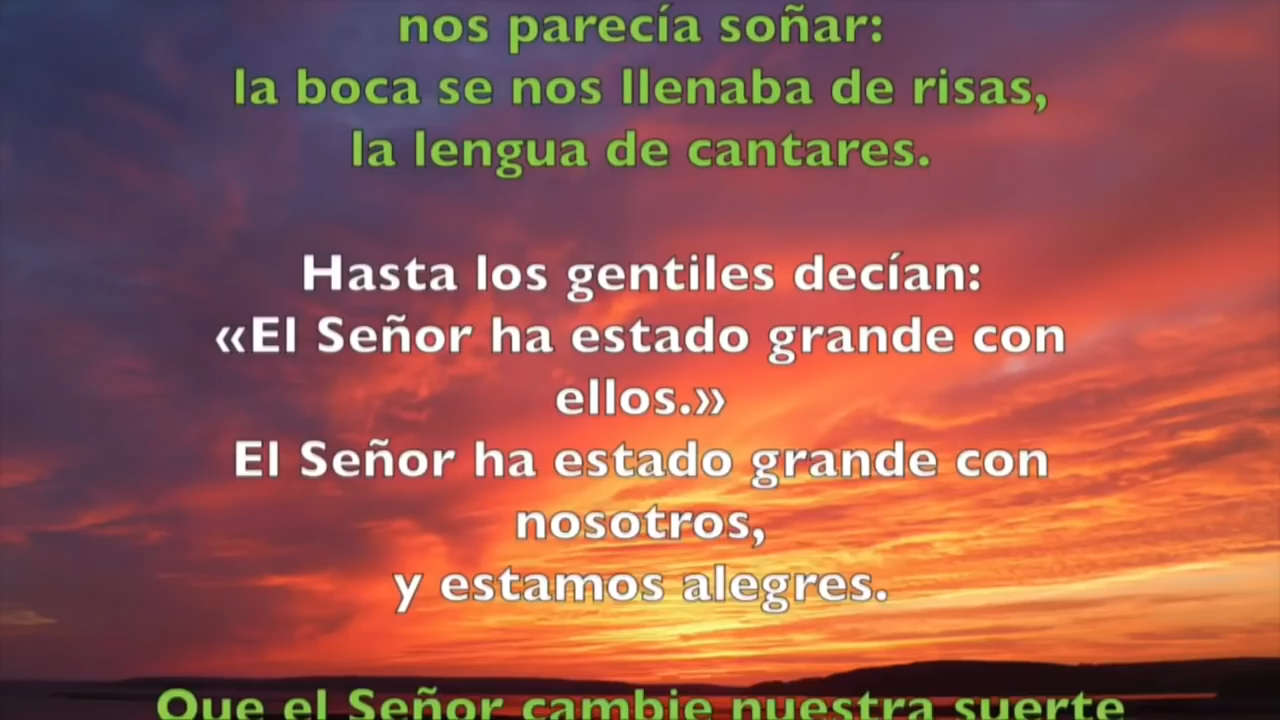 nos parecía soñar:
la boca se nos llenaba de risas,
la lengua de cantares.
Hasta los gentiles decían:
«El Señor ha estado grande con
ellos.»
El Señor ha estado grande con
nosotros,
y estamos alegres.
Que el Señor cambie nuestra suerte